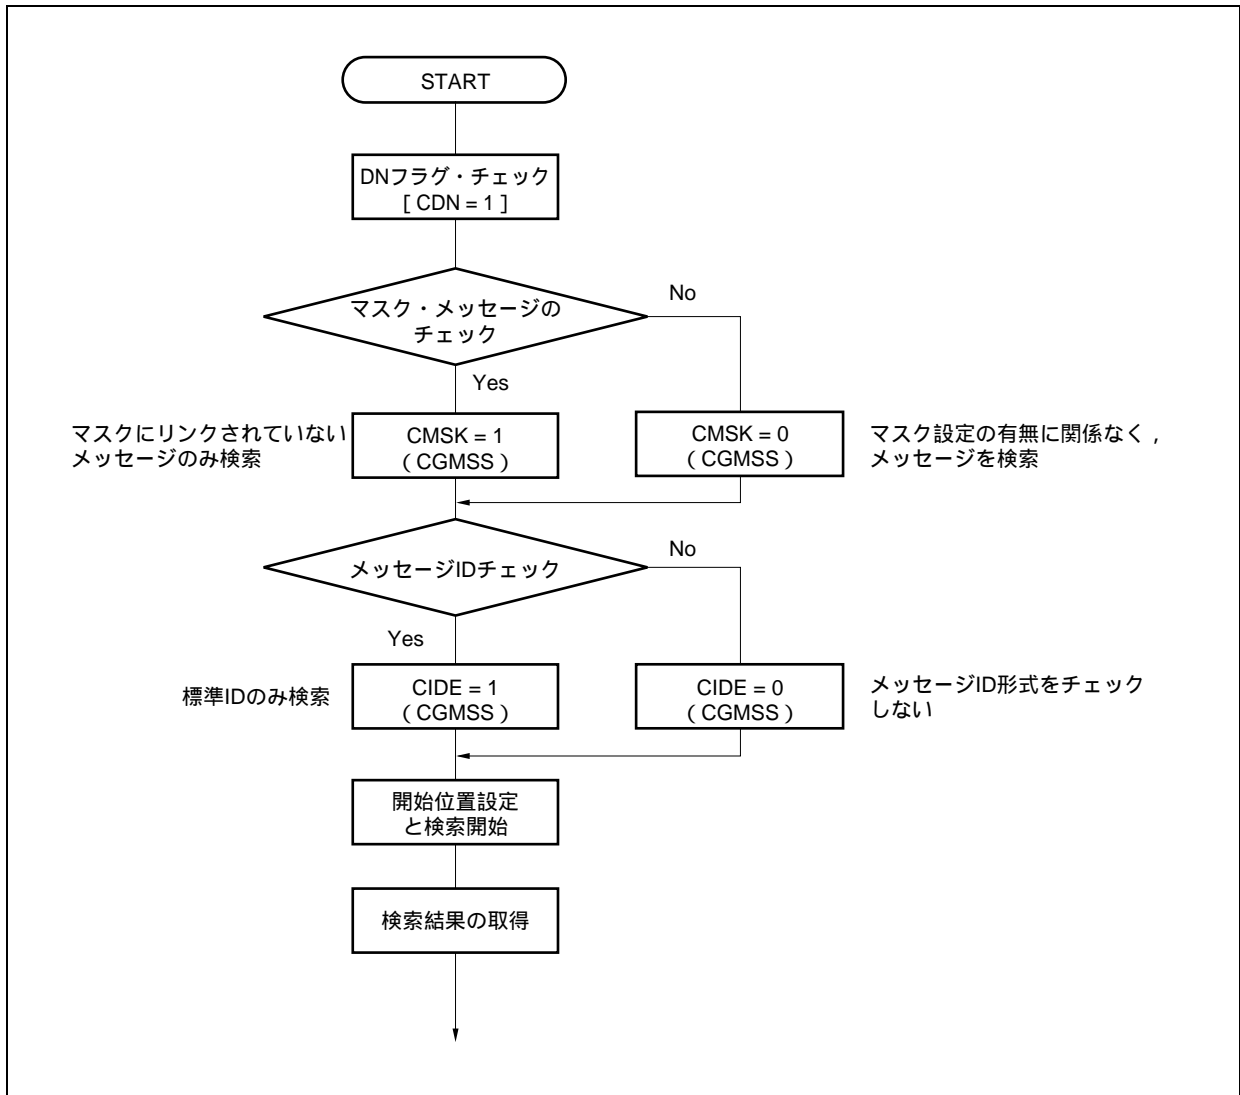 START
DNフラグ・チェック
[ CDN = 1 ]
マスク・メッセージの
チェック
No
Yes
マスクにリンクされていない
メッセージのみ検索
CMSK = 1
( CGMSS )
CMSK = 0
( CGMSS )
マスク設定の有無に関係なく,
メッセージを検索
メッセージIDチェック
No
Yes
標準IDのみ検索
CIDE = 1
( CGMSS )
CIDE = 0
( CGMSS )
メッセージID形式をチェック
しない
開始位置設定
と検索開始
検索結果の取得